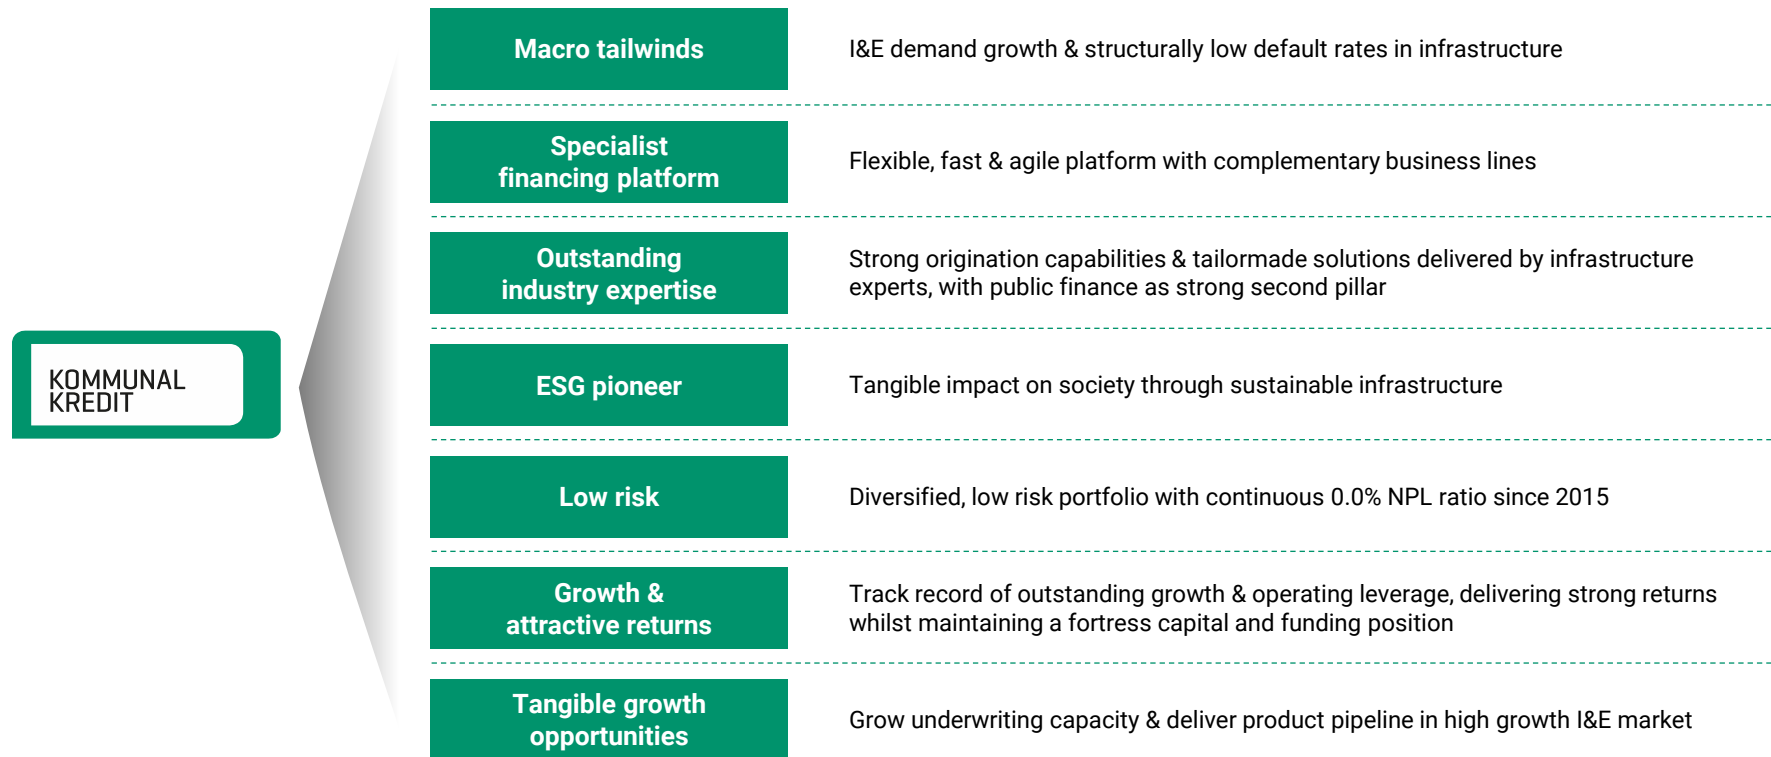 KOMMUNAL
KREDIT
Macro tailwinds
I&E demand growth & structurally low default rates in infrastructure
Specialist
financing platform
Flexible, fast & agile platform with complementary business lines
Outstanding
industry expertise
Strong origination capabilities & tailormade solutions delivered by infrastructure
experts, with public finance as strong second pillar
ESG pioneer
Tangible impact on society through sustainable infrastructure
Low risk
Diversified, low risk portfolio with continuous 0.0% NPL ratio since 2015
Growth &
attractive returns
Track record of outstanding growth & operating leverage, delivering strong returns
whilst maintaining a fortress capital and funding position
Tangible growth
opportunities
Grow underwriting capacity & deliver product pipeline in high growth I&E market